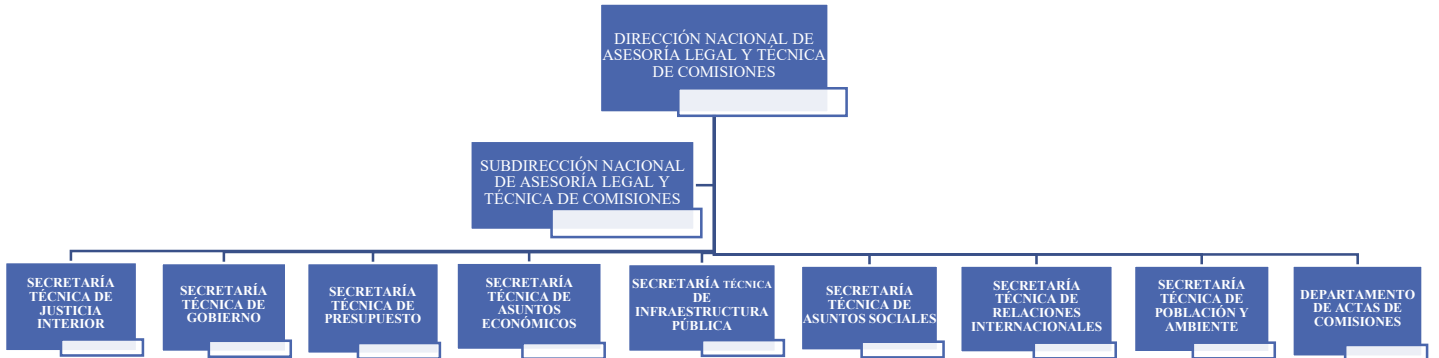 DIRECCIÓN NACIONAL DE
ASESORÍA LEGAL Y TÉCNICA
DE COMISIONES
SUBDIRECCIÓN NACIONAL
DE ASESORÍA LEGAL Y
TÉCNICA DE COMISIONES
SECRETARÍA
TÉCNICA DE
JUSTICIA
INTERIOR
SECRETARÍA
TÉCNICA DE
GOBIERNO
SECRETARÍA
TÉCNICA DE
PRESUPUESTO
SECRETARÍA
TÉCNICA DE
ASUNTOS
ECONÓMICOS
SECRETARÍA TÉCNICA
DE
INFRAESTRUCTURA
PÚBLICA
SECRETARÍA
TÉCNICA DE
ASUNTOS SOCIALES
SECRETARÍA
TÉCNICA DE
RELACIONES
INTERNACIONALES
SECRETARÍA
TÉCNICA DE
POBLACIÓN Y
AMBIENTE
DEPARTAMENTO
DE ACTAS DE
COMISIONES